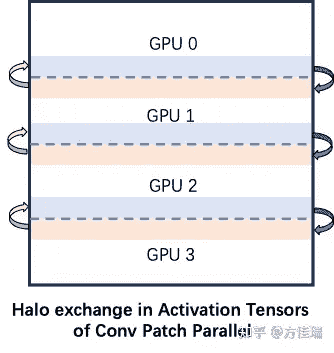 GPU 0
GPU 1
GPU 2
GPU 3
Halo exchange in Activation Tensors
of Conv Patch Parallel
知乎 @方佳瑞